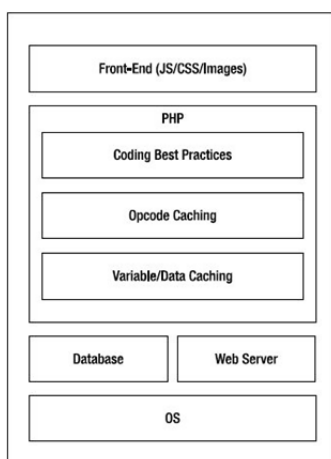 Front-End (JS/CSS/Images)
PHP
Coding Best Practices
Opcode Caching
Variable/Data Caching
Database
Web Server
OS